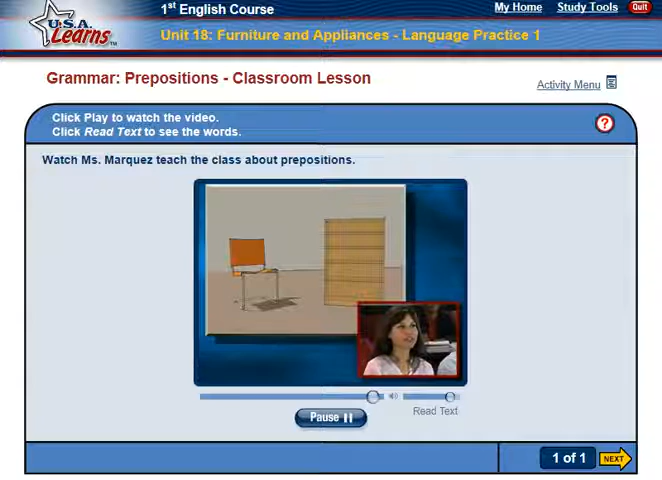 U.S.A.
Learns™
1st English Course
My Home
Study Tools
Quit
Unit 18: Furniture and Appliances - Language Practice 1
Grammar: Prepositions - Classroom Lesson
Activity Menu
Click Play to watch the video.
Click Read Text to see the words.
?
Watch Ms. Marquez teach the class about prepositions.
Pause
Read Text
1 of 1
NEXT